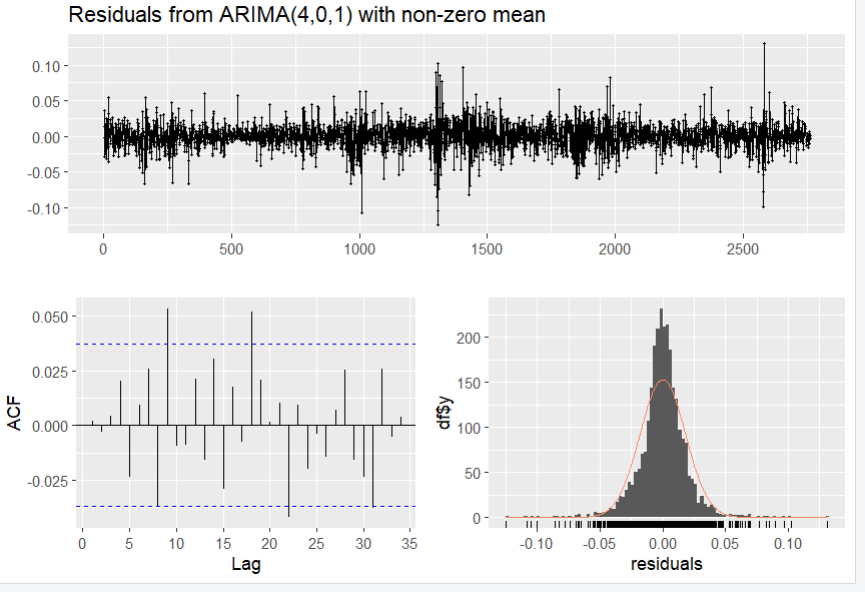 Residuals from ARIMA(4,0,1) with non-zero mean
0.10
0.05
0.00
-0.05
-0.10
0 500 1000 1500 2000 2500
ACF
0.050
0.025
0.000
-0.025
0 5 10 15 20 25 30 35
Lag
df$y
200
150
100
50
0
-0.10 -0.05 0.00 0.05 0.10
residuals